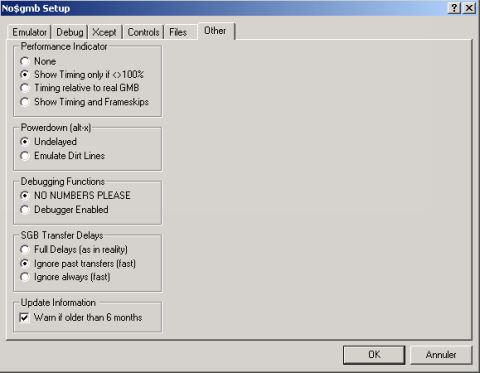 No$gmb Setup
Emulator Debug Xcept Controls Files Other
Performance Indicator
None
Show Timing only if <>100%
Timing relative to real GMB
Show Timing and Frameskips
Powerdown (alt-x)
Undelayed
Emulate Dirt Lines
Debugging Functions
NO NUMBERS PLEASE
Debugger Enabled
SGB Transfer Delays
Full Delays (as in reality)
Ignore past transfers (fast)
Ignore always (fast)
Update Information
Warn if older than 6 months
OK Annuler